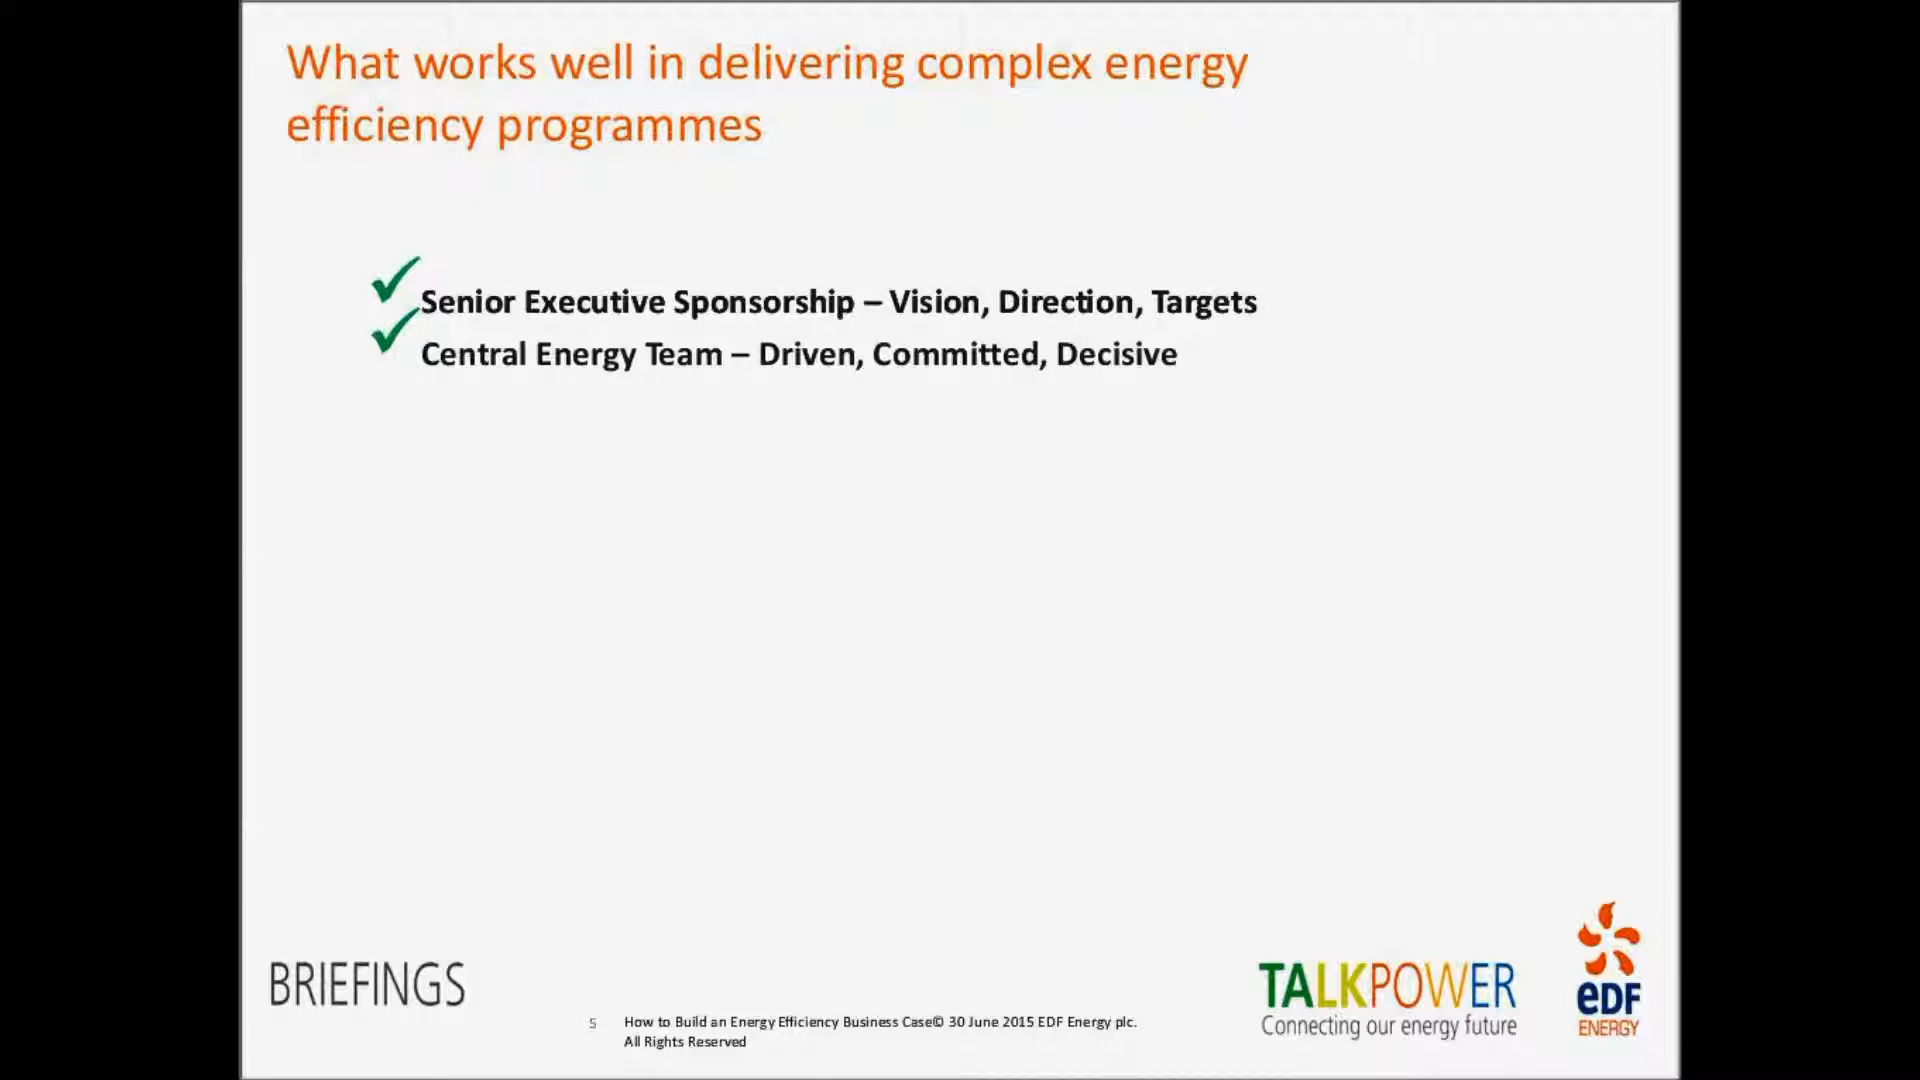 What works well in delivering complex energy
efficiency programmes
Senior Executive Sponsorship – Vision, Direction, Targets
Central Energy Team – Driven, Committed, Decisive
BRIEFINGS
5
How to Build an Energy Efficiency Business Case© 30 June 2015 EDF Energy plc.
All Rights Reserved
TALKPOWER
Connecting our energy future
eDF
ENERGY